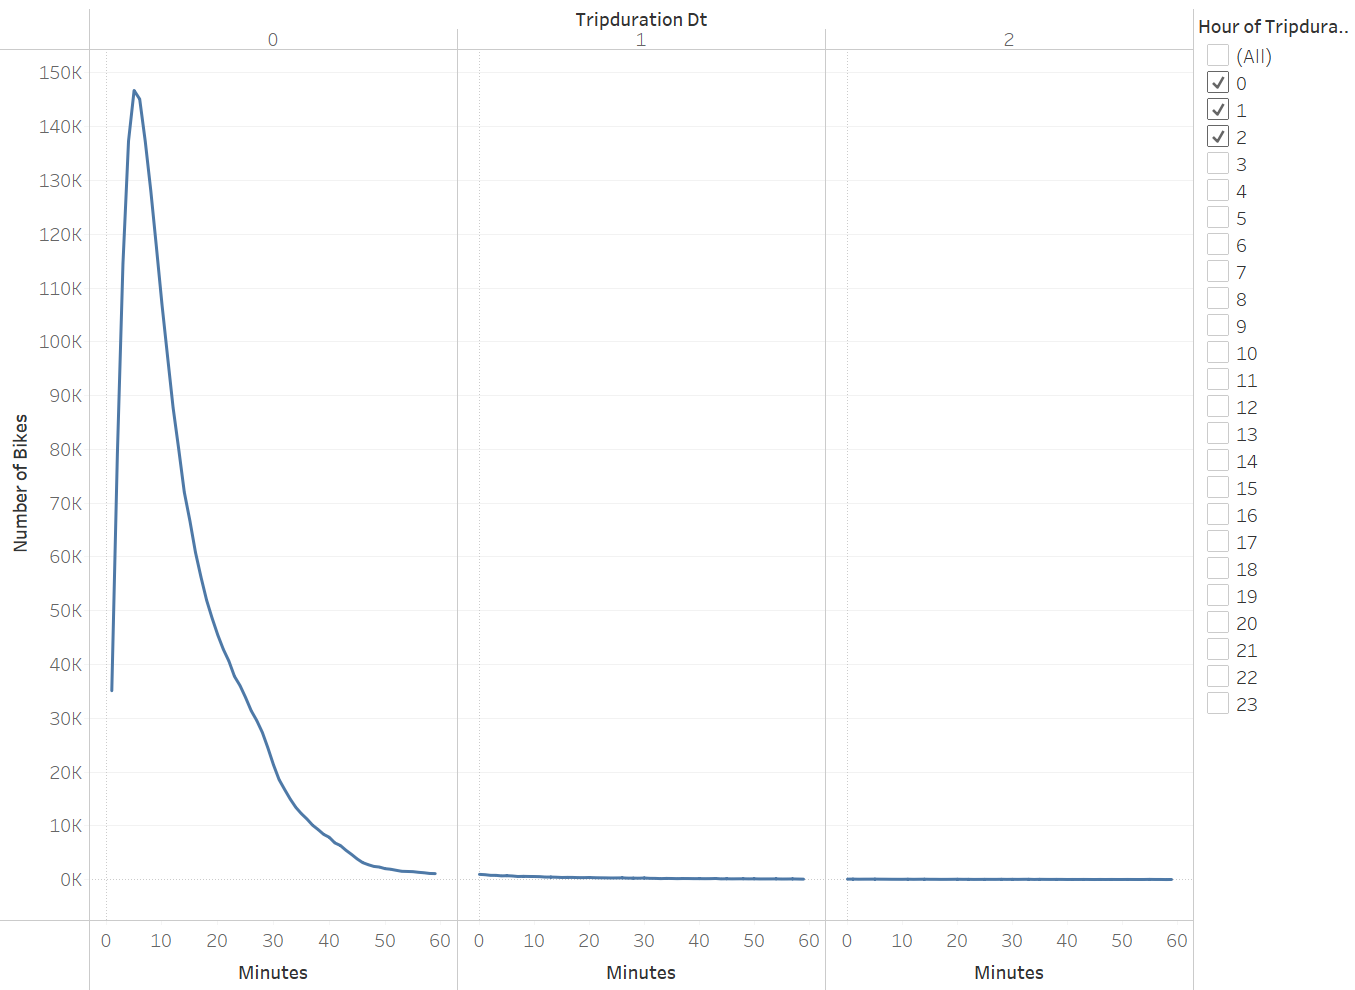 Tripduration Dt
0 1 2
Number of Bikes
150K
140K
130K
120K
110K
100K
90K
80K
70K
60K
50K
40K
30K
20K
10K
0K
0 10 20 30 40 50 60 0 10 20 30 40 50 60 0 10 20 30 40 50 60
Minutes Minutes Minutes
Hour of Tripdura..
(All)
0
1
2
3
4
5
6
7
8
9
10
11
12
13
14
15
16
17
18
19
20
21
22
23